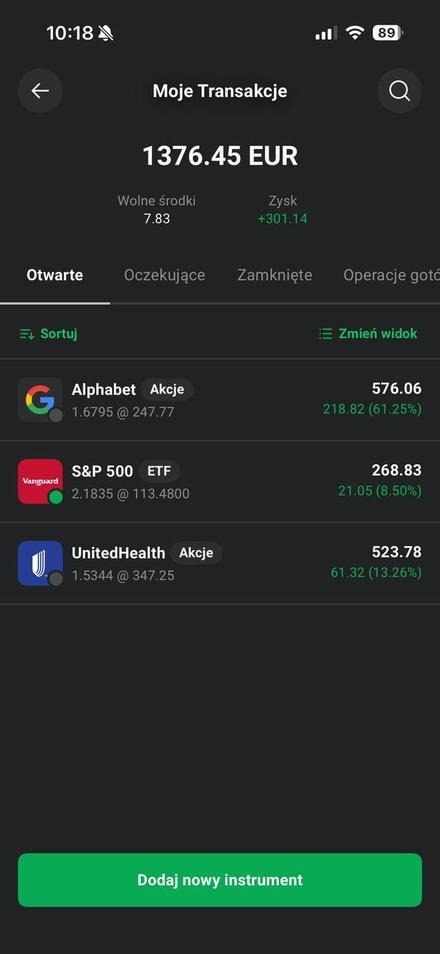 10:18
89
Moje Transakcje
1376.45 EUR
Wolne środki Zysk
7.83 +301.14
Otwarte Oczekujące Zamknięte Operacje gotó
Sortuj Zmień widok
Alphabet Akcje 576.06
1.6795 @ 247.77 218.82 (61.25%)
Vanguard
S&P 500 ETF 268.83
2.1835 @ 113.4800 21.05 (8.50%)
UnitedHealth Akcje 523.78
1.5344 @ 347.25 61.32 (13.26%)
Dodaj nowy instrument